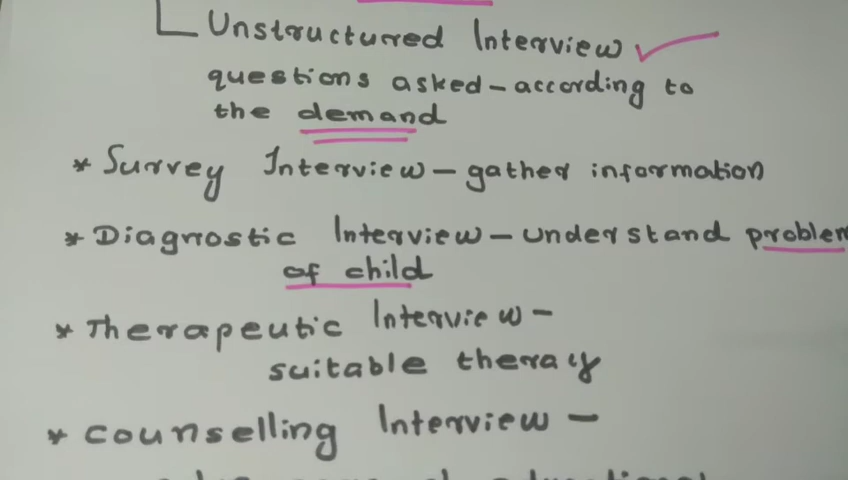 Unstructured Interview
questions asked - according to
the demand
* Survey Interview - gather information
* Diagnostic Interview - understand problem
of child
* Therapeutic Interview -
suitable therapy
* counselling Interview -